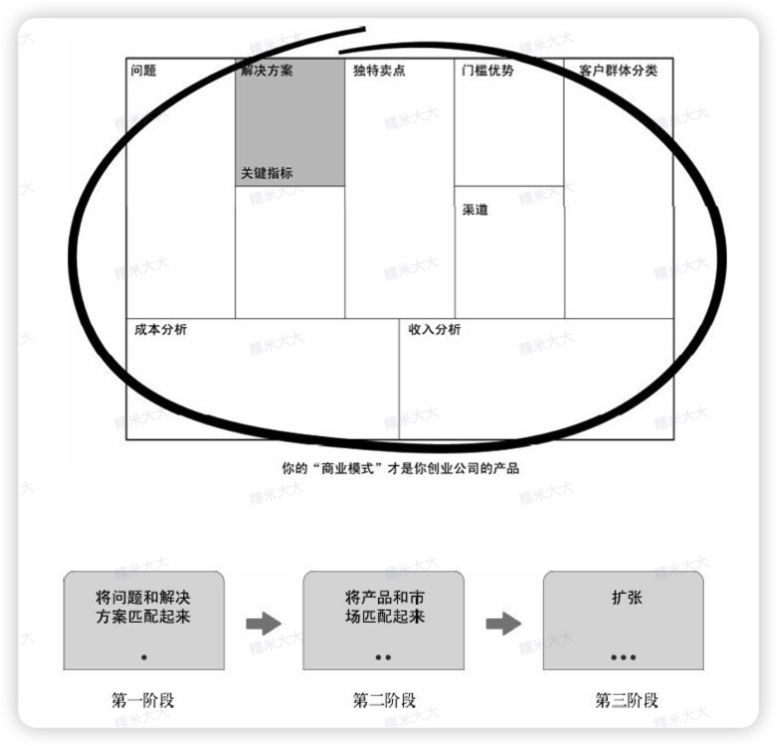 问题
解决方案
独特卖点
门槛优势
客户群体分类
关键指标
渠道
成本分析
收入分析
你的“商业模式”才是你创业公司的产品
将问题和解决
方案匹配起来
将产品和市
场匹配起来
扩张
第一阶段
第二阶段
第三阶段
糯米大大